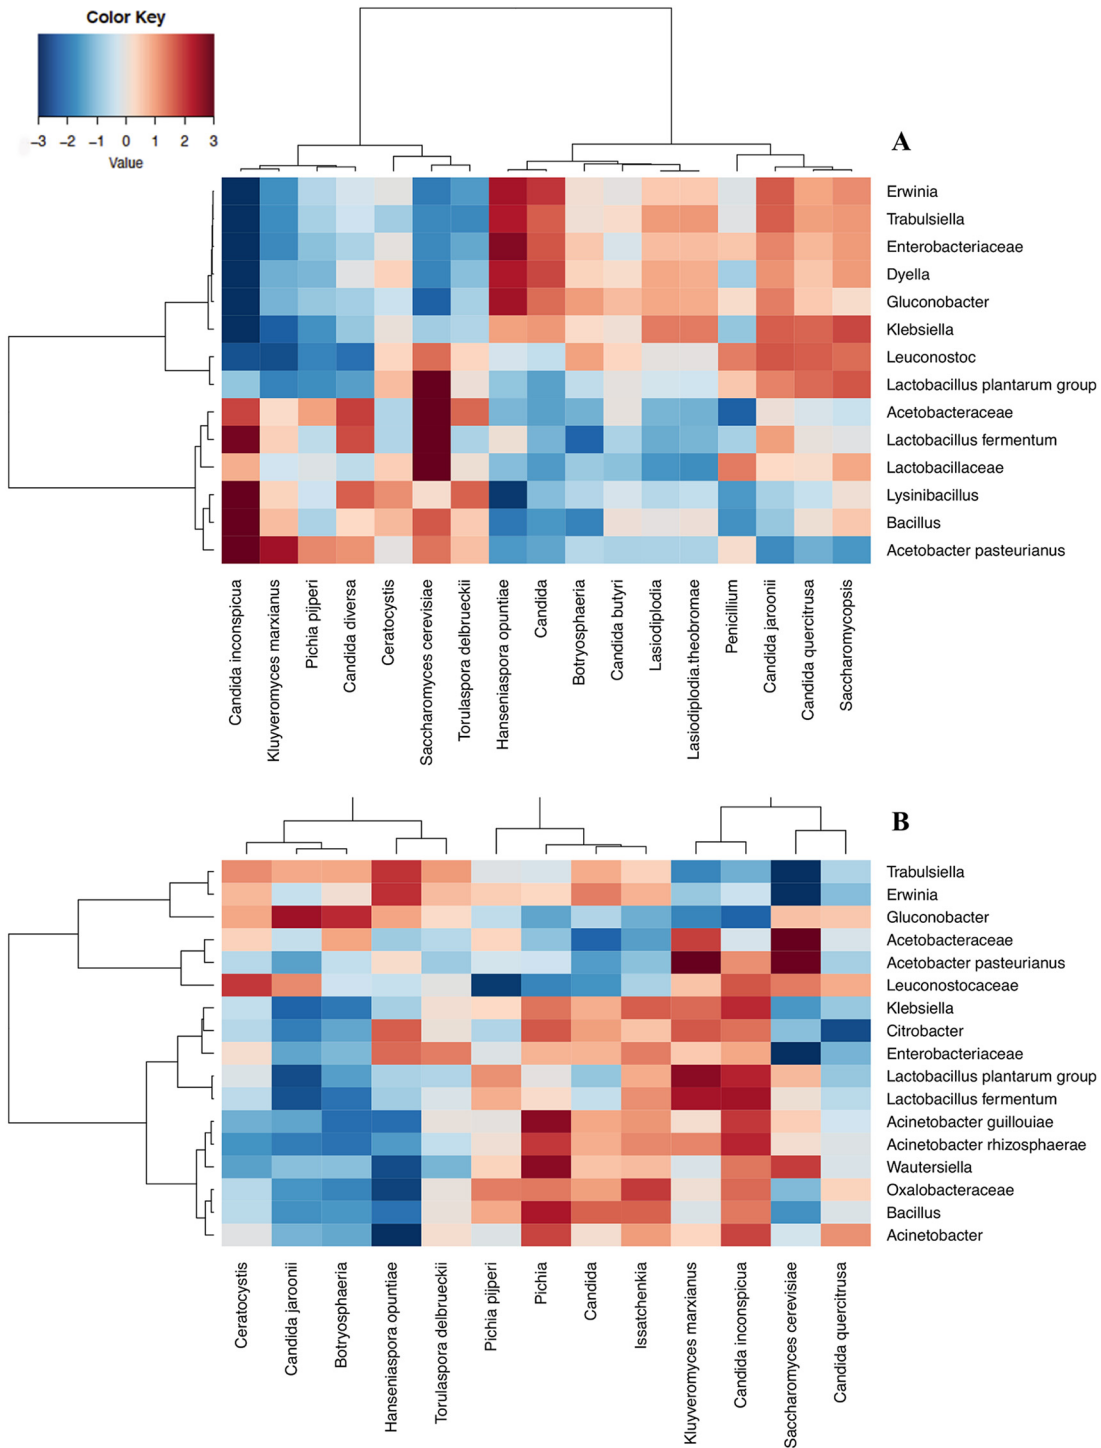 Color Key
−3 −2 −1 0 1 2 3
Value
A
Erwinia
Trabulsiella
Enterobacteriaceae
Dyella
Gluconobacter
Klebsiella
Leuconostoc
Lactobacillus plantarum group
Acetobacteraceae
Lactobacillus fermentum
Lactobacillaceae
Lysinibacillus
Bacillus
Acetobacter pasteurianus
Candida inconspicua
Kluyveromyces marxianus
Pichia pijperi
Candida diversa
Ceratocystis
Saccharomyces cerevisiae
Torulaspora delbrueckii
Hanseniaspora opuntiae
Candida
Botryosphaeria
Candida butyri
Lasiodiplodia
Lasiodiplodia.theobromae
Penicillium
Candida jaroonii
Candida quercitrusa
Saccharomycopsis
B
Trabulsiella
Erwinia
Gluconobacter
Acetobacteraceae
Acetobacter pasteurianus
Leuconostocaceae
Klebsiella
Citrobacter
Enterobacteriaceae
Lactobacillus plantarum group
Lactobacillus fermentum
Acinetobacter guillouiae
Acinetobacter rhizosphaerae
Wautersiella
Oxalobacteraceae
Bacillus
Acinetobacter
Ceratocystis
Candida jaroonii
Botryosphaeria
Hanseniaspora opuntiae
Torulaspora delbrueckii
Pichia pijperi
Pichia
Candida
Issatchenkia
Kluyveromyces marxianus
Candida inconspicua
Saccharomyces cerevisiae
Candida quercitrusa